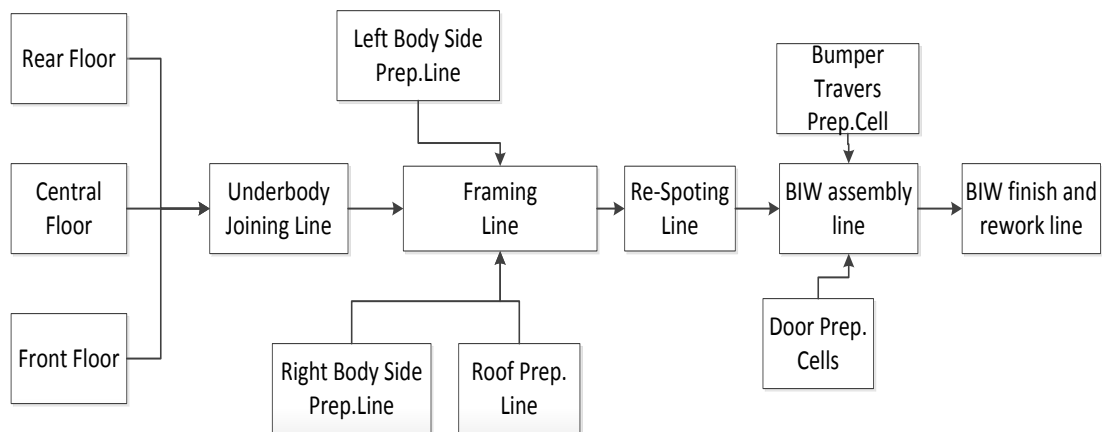 Rear Floor
Central
Floor
Front Floor
Underbody
Joining Line
Left Body Side
Prep.Line
Framing
Line
Right Body Side
Prep.Line
Roof Prep.
Line
Re-Spoting
Line
Bumper
Travers
Prep.Cell
BIW assembly
line
Door Prep.
Cells
BIW finish and
rework line